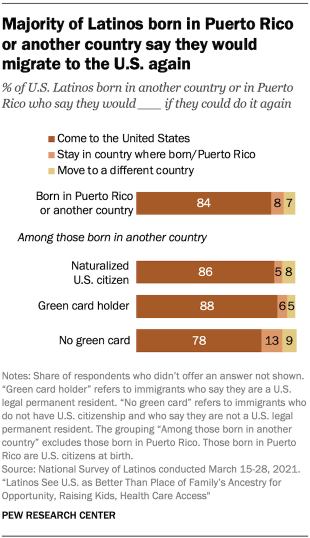 Majority of Latinos born in Puerto Rico
or another country say they would
migrate to the U.S. again
% of U.S. Latinos born in another country or in Puerto
Rico who say they would ___ if they could do it again
Come to the United States
Stay in country where born/Puerto Rico
Move to a different country
Born in Puerto Rico
or another country
84
8
7
Among those born in another country
Naturalized
U.S. citizen
86
5
8
Green card holder
88
6
5
No green card
78
13
9
Notes: Share of respondents who didn't offer an answer not shown.
“Green card holder” refers to immigrants who say they are a U.S.
legal permanent resident. “No green card” refers to immigrants who
do not have U.S. citizenship and who say they are not a U.S. legal
permanent resident. The grouping “Among those born in another
country” excludes those born in Puerto Rico. Those born in Puerto
Rico are U.S. citizens at birth.
Source: National Survey of Latinos conducted March 15-28, 2021.
“Latinos See U.S. as Better Than Place of Family's Ancestry for
Opportunity, Raising Kids, Health Care Access"
PEW RESEARCH CENTER